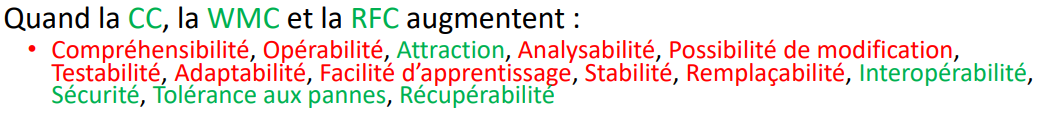 Quand la CC, la WMC et la RFC augmentent :
• Compréhensibilité, Opérabilité, Attraction, Analysabilité, Possibilité de modification,
Testabilité, Adaptabilité, Facilité d’apprentissage, Stabilité, Remplaçabilité, Interopérabilité,
Sécurité, Tolérance aux pannes, Récupérabilité